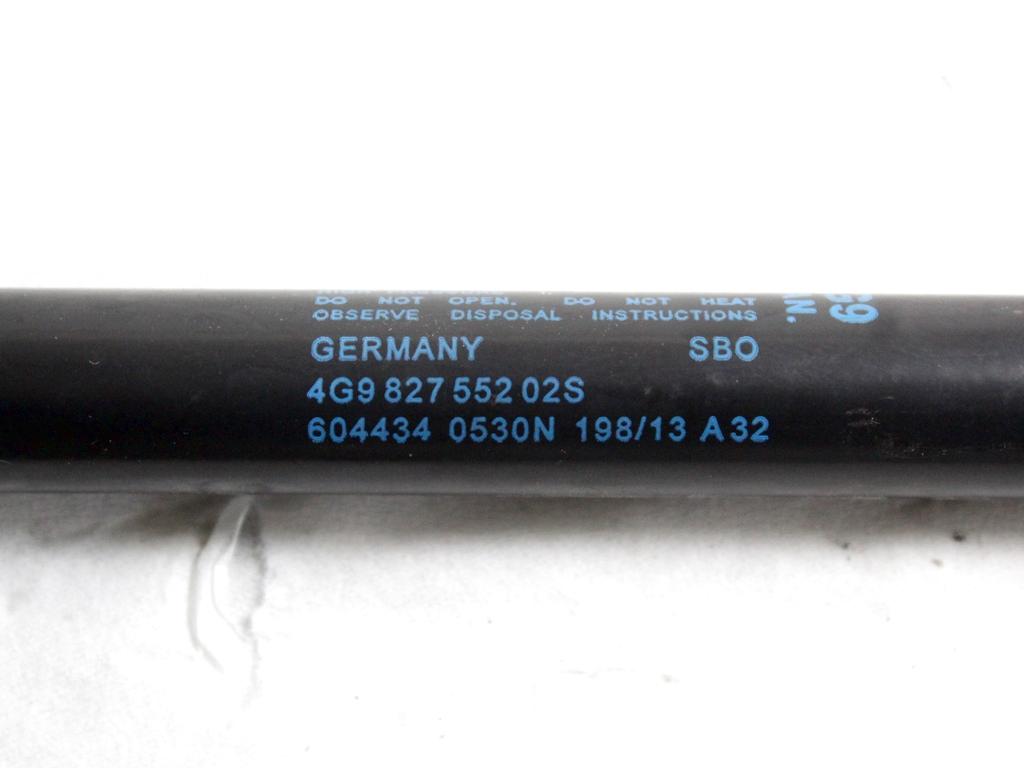 DO NOT OPEN. DO NOT HEAT
OBSERVE DISPOSAL INSTRUCTIONS
GERMANY SBO
4G9 827 552 02S
604434 0530N 198/13 A32